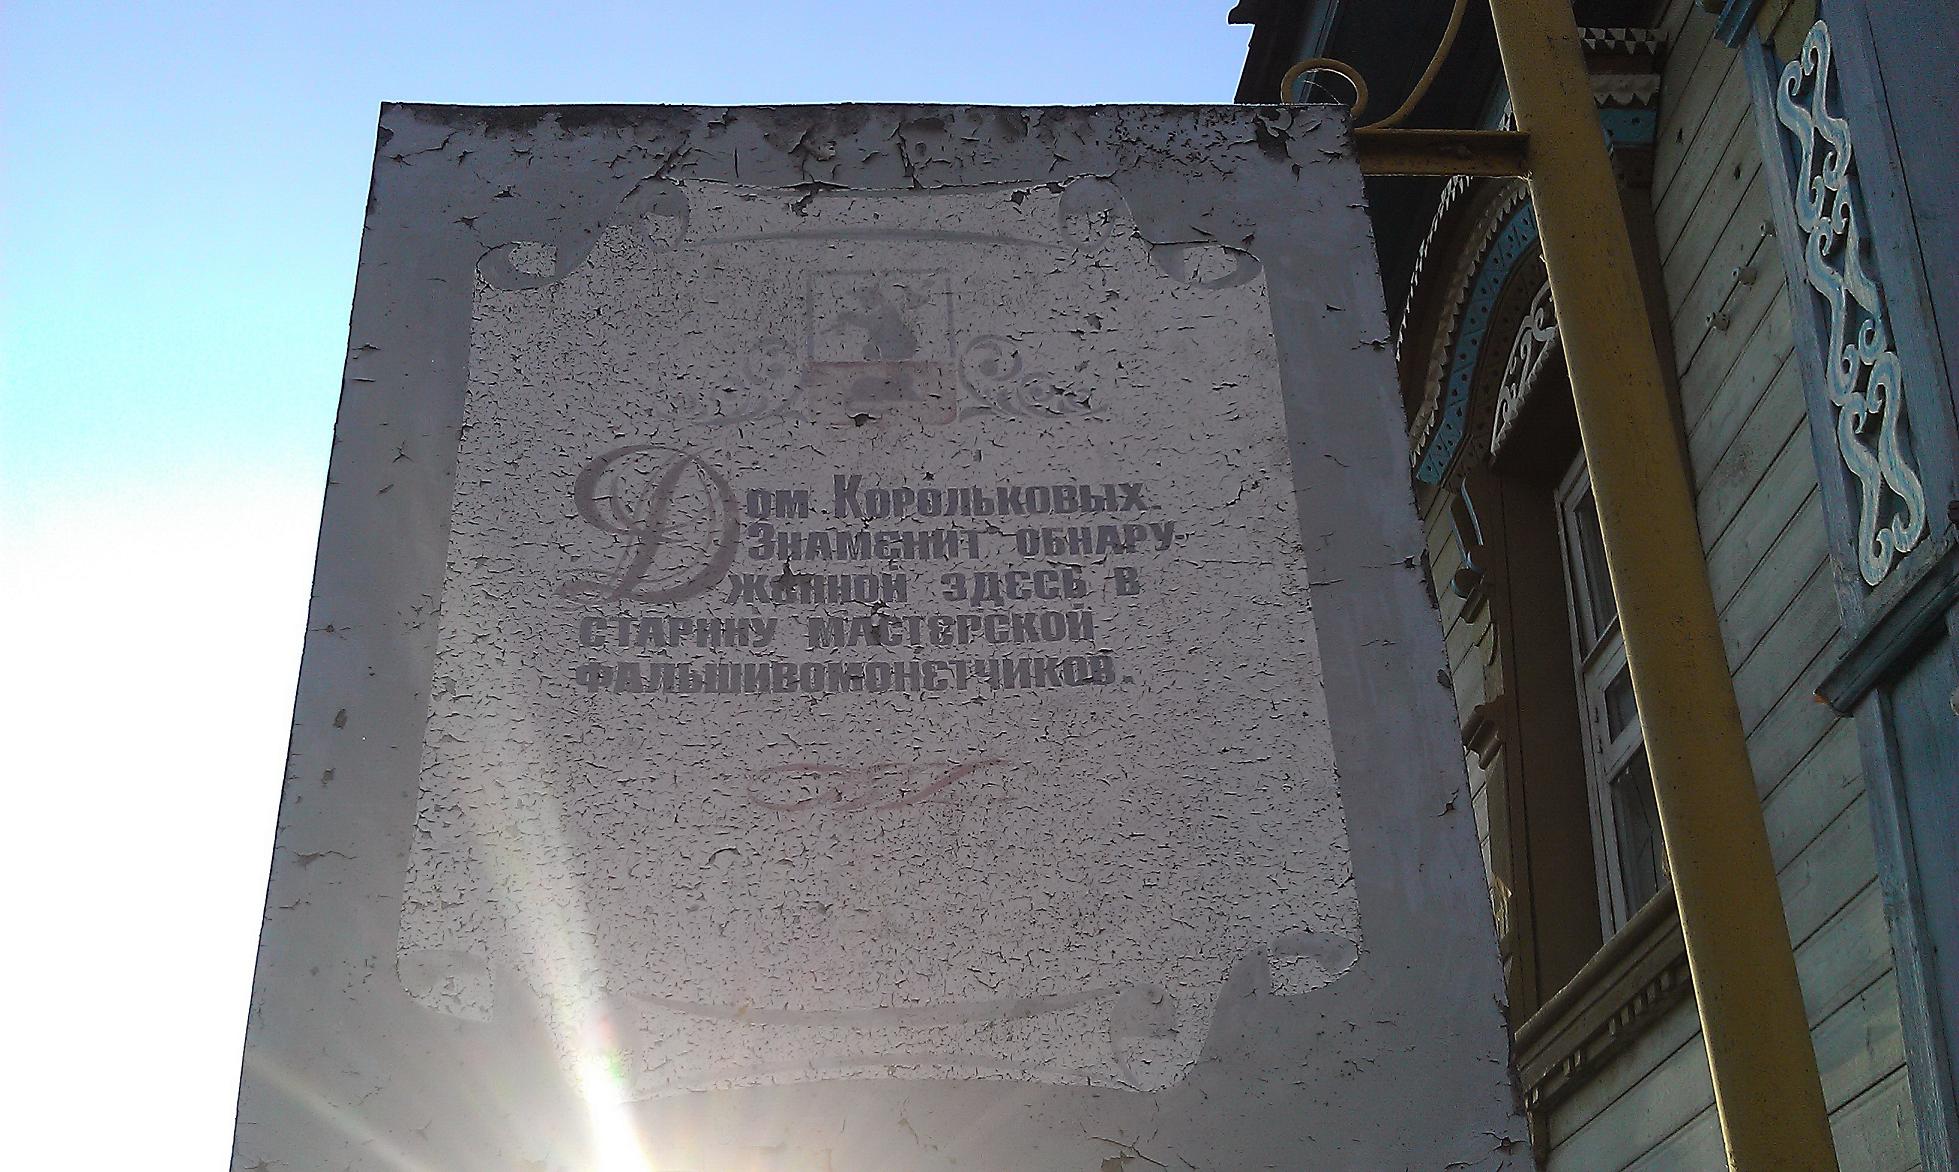 Дом Корольковых.
Знаменит обнару-
женной здесь в
старину мастерской
фальшивомонетчиков.